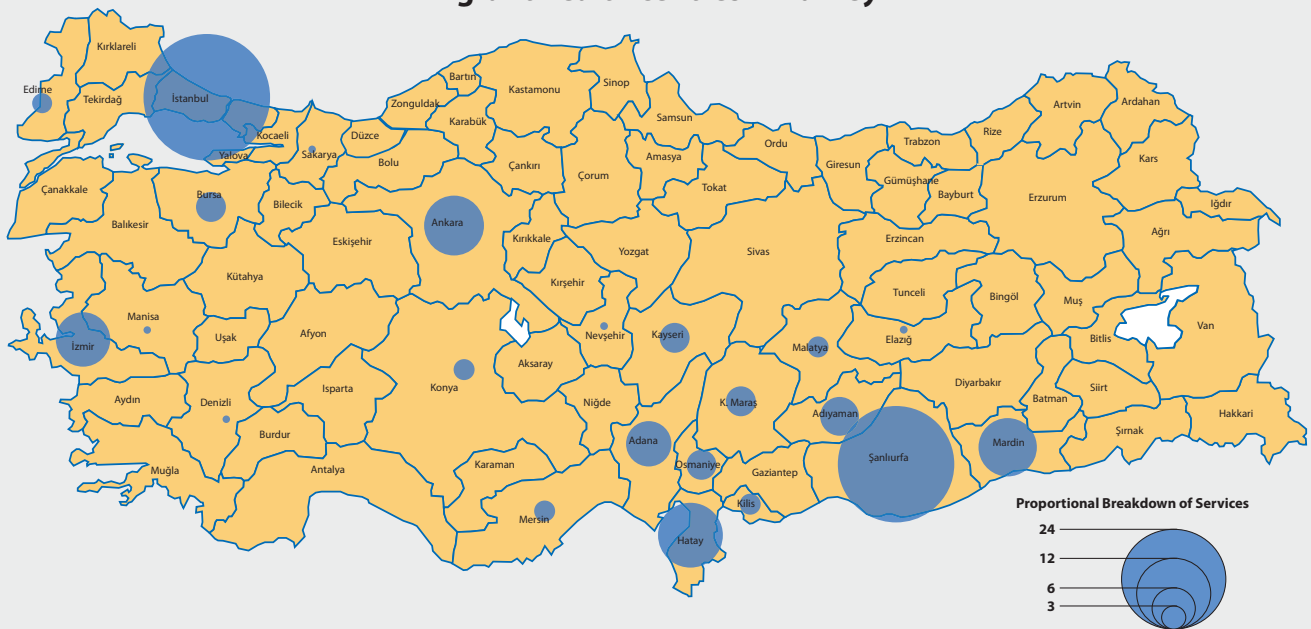 Kırklareli
Edirne
Tekirdağ
İstanbul
Kocaeli
Yalova
Sakarya
Düzce
Bolu
Zonguldak
Bartın
Karabük
Kastamonu
Sinop
Samsun
Çankırı
Çorum
Amasya
Tokat
Ordu
Giresun
Trabzon
Gümüşhane
Bayburt
Rize
Artvin
Ardahan
Kars
Iğdır
Erzurum
Ağrı
Çanakkale
Balıkesir
Bursa
Bilecik
Eskişehir
Ankara
Kırıkkale
Yozgat
Sivas
Erzincan
Kütahya
Kırşehir
Tunceli
Bingöl
Muş
Van
Bitlis
Manisa
İzmir
Uşak
Afyon
Nevşehir
Kayseri
Malatya
Elazığ
Aksaray
Konya
Aydın
Denizli
Isparta
Niğde
K. Maraş
Adıyaman
Diyarbakır
Batman
Siirt
Şırnak
Hakkari
Burdur
Muğla
Antalya
Karaman
Adana
Osmaniye
Gaziantep
Şanlıurfa
Mardin
Mersin
Kilis
Hatay
Proportional Breakdown of Services
24
12
6
3